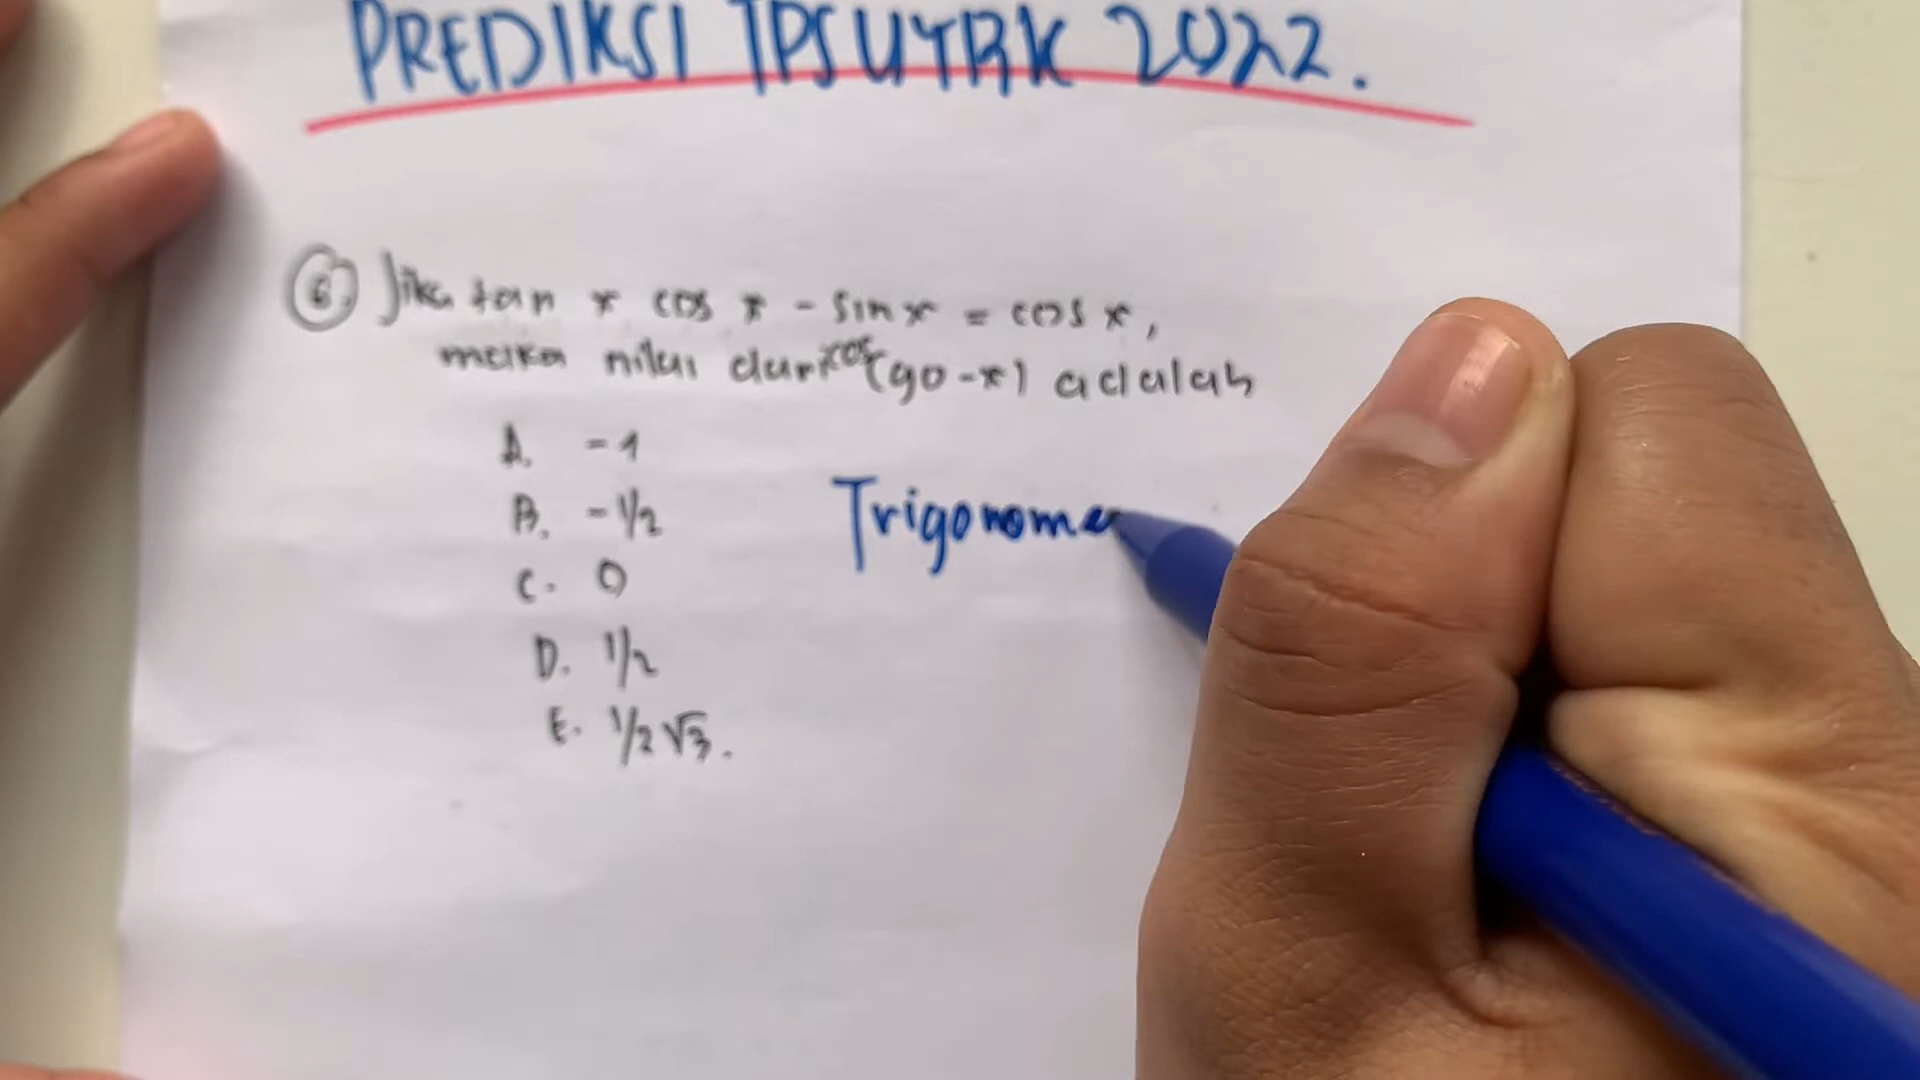 PREDIKSI TPS UTBK 2022.
6. Jika tan x cos x - sin x = cos x,
maka nilai dari cos (90 - x) adalah
A. -1
B. -1/2
C. 0
D. 1/2
E. 1/2 √3.
Trigonome